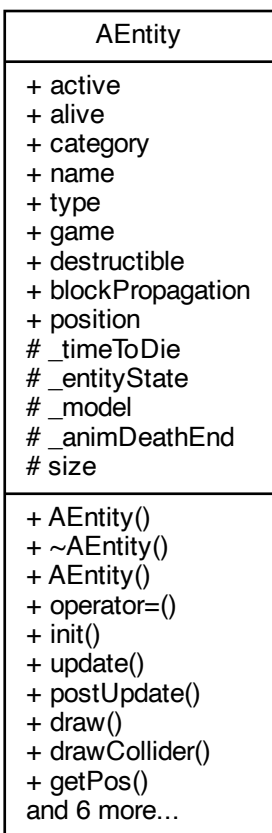 AEntity
+ active
+ alive
+ category
+ name
+ type
+ game
+ destructible
+ blockPropagation
+ position
# _timeToDie
# _entityState
# _model
# _animDeathEnd
# size
+ AEntity()
+ ~AEntity()
+ AEntity()
+ operator=()
+ init()
+ update()
+ postUpdate()
+ draw()
+ drawCollider()
+ getPos()
and 6 more...